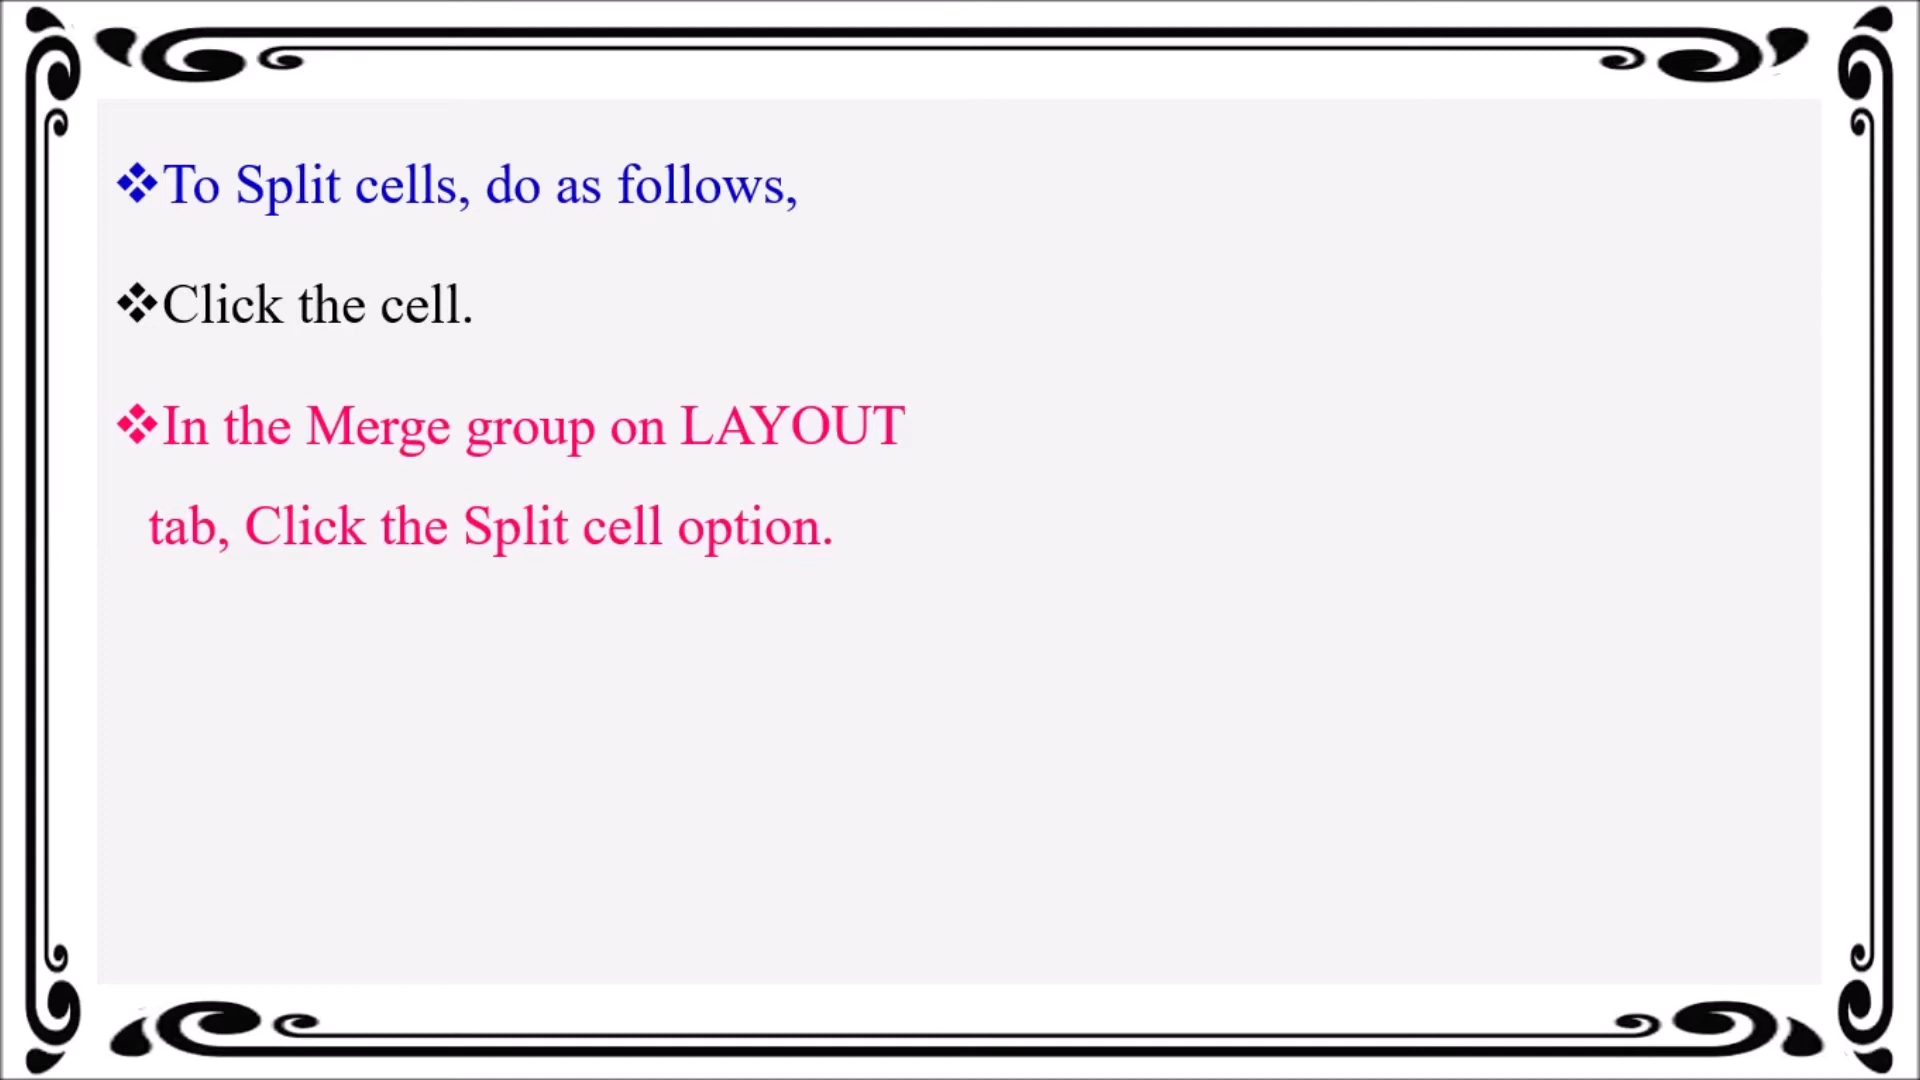 ❖To Split cells, do as follows,
❖Click the cell.
❖In the Merge group on LAYOUT
tab, Click the Split cell option.